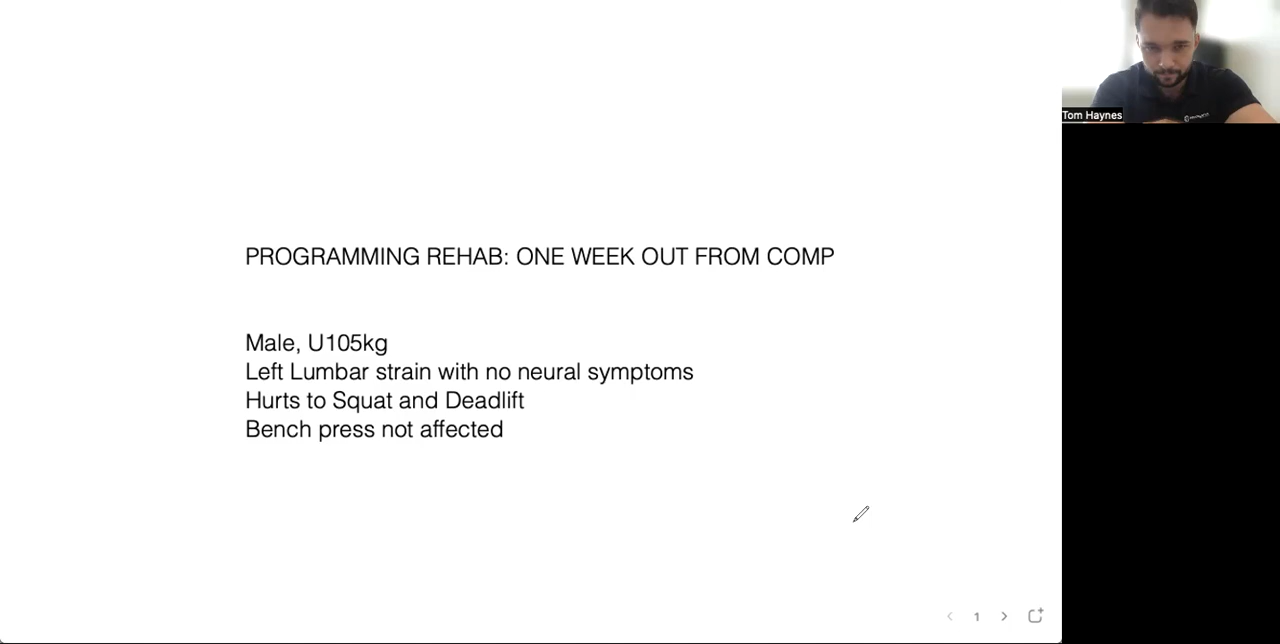 PROGRAMMING REHAB: ONE WEEK OUT FROM COMP
Male, U105kg
Left Lumbar strain with no neural symptoms
Hurts to Squat and Deadlift
Bench press not affected
Tom Haynes
1